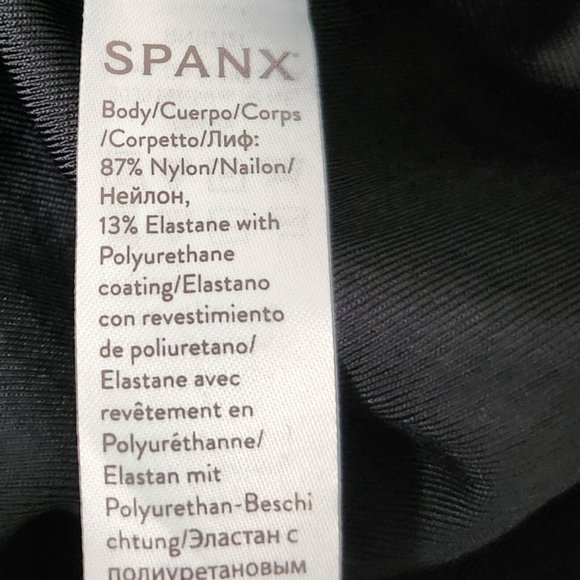 SPANX
Body/Cuerpo/Corps
/Corpetto/Лиф:
87% Nylon/Nailon/
Нейлон,
13% Elastane with
Polyurethane
coating/Elastano
con revestimiento
de poliuretano/
Elastane avec
revêtement en
Polyuréthanne/
Elastan mit
Polyurethan-Beschi
chtung/Эластан с
полиуретановым